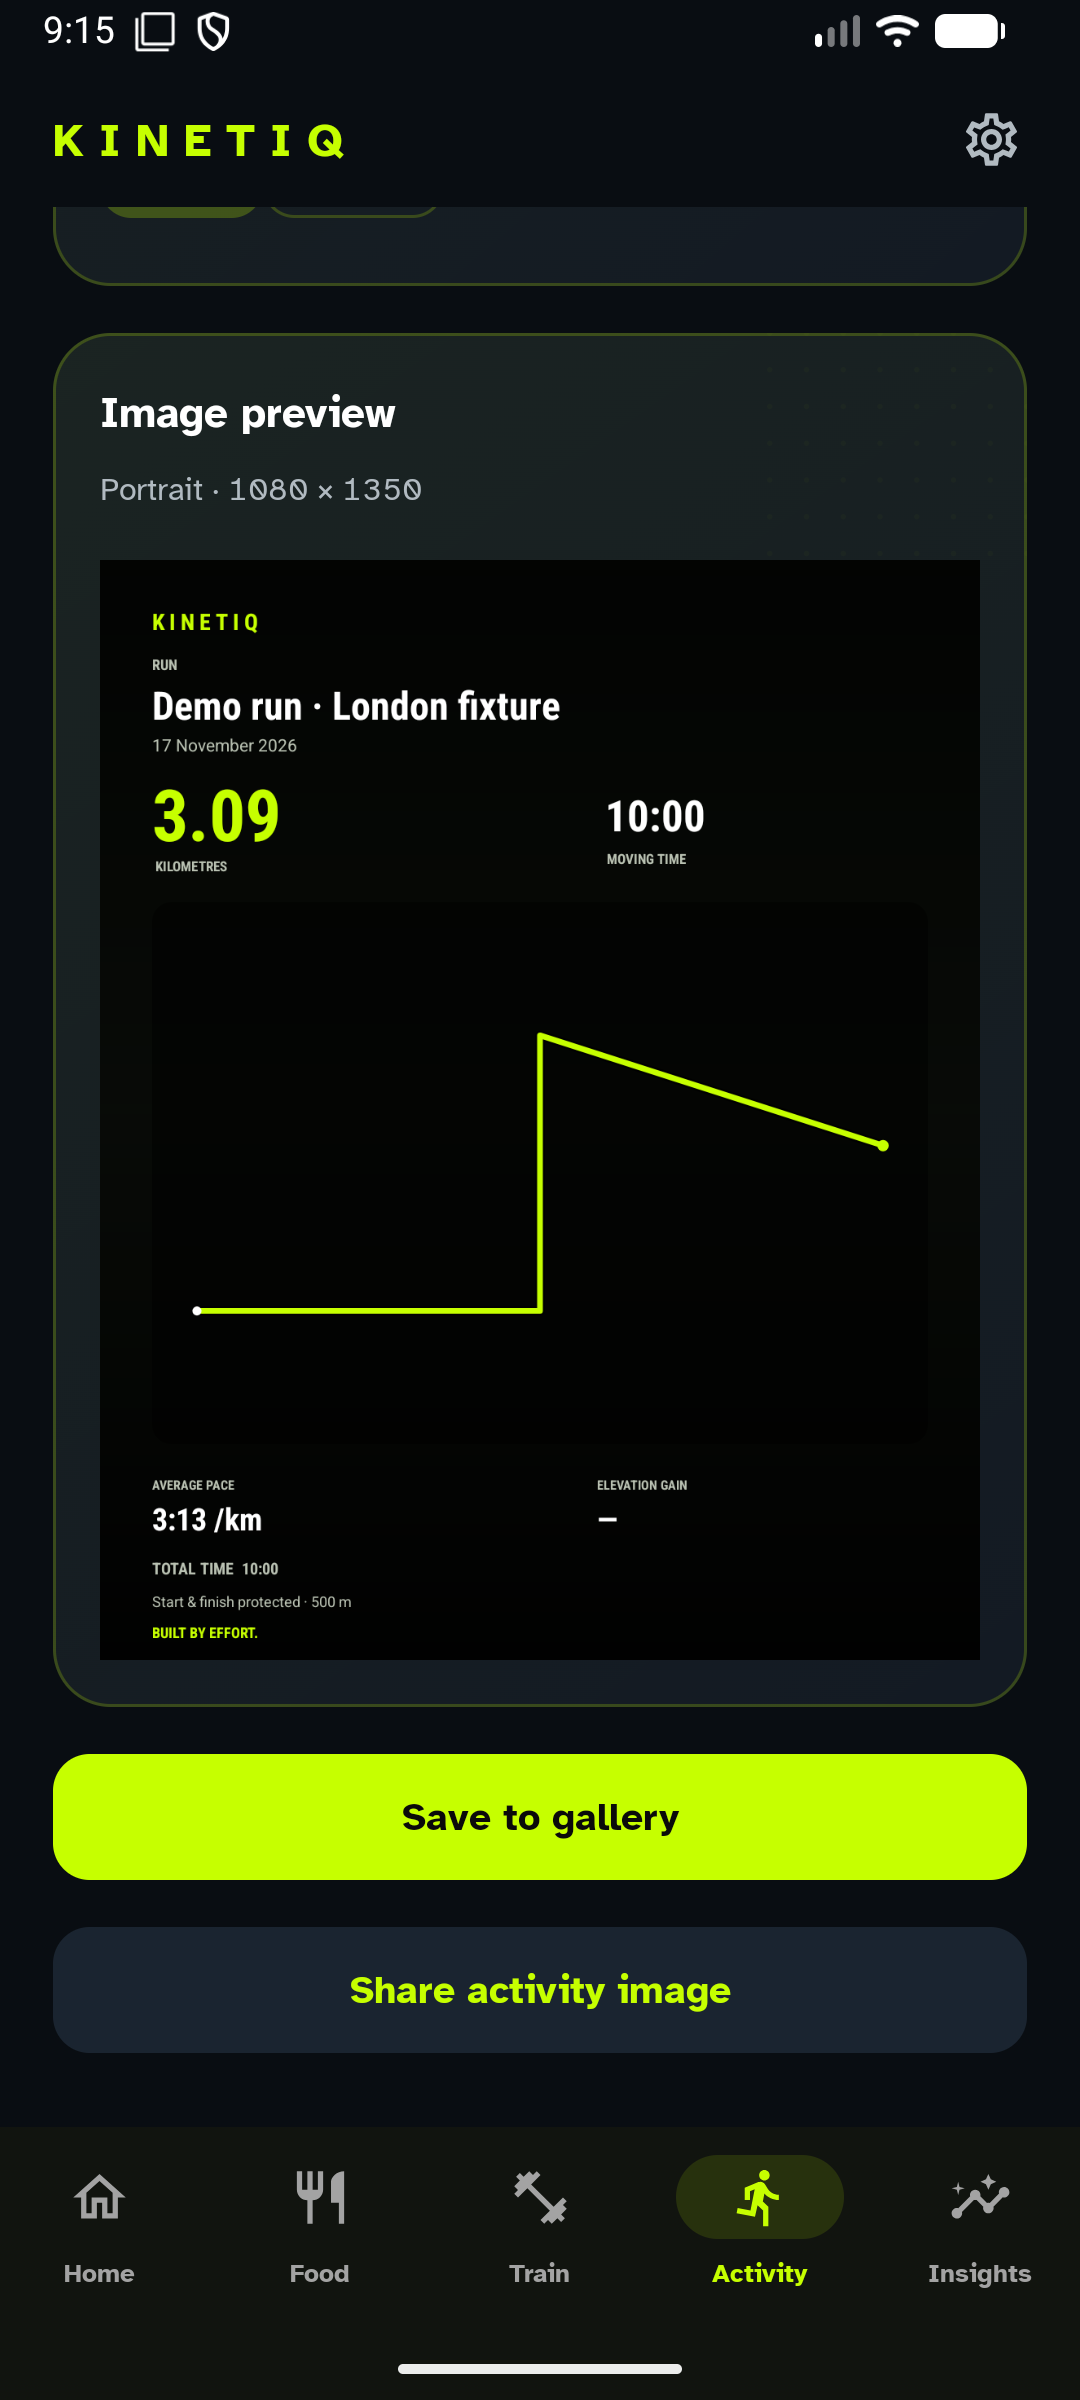 9:15
KINETIQ
Image preview
Portrait · 1080 × 1350
KINETIQ
RUN
Demo run · London fixture
17 November 2026
3.09
KILOMETRES
10:00
MOVING TIME
AVERAGE PACE
3:13 /km
ELEVATION GAIN
—
TOTAL TIME 10:00
Start & finish protected · 500 m
BUILT BY EFFORT.
Save to gallery
Share activity image
Home
Food
Train
Activity
Insights